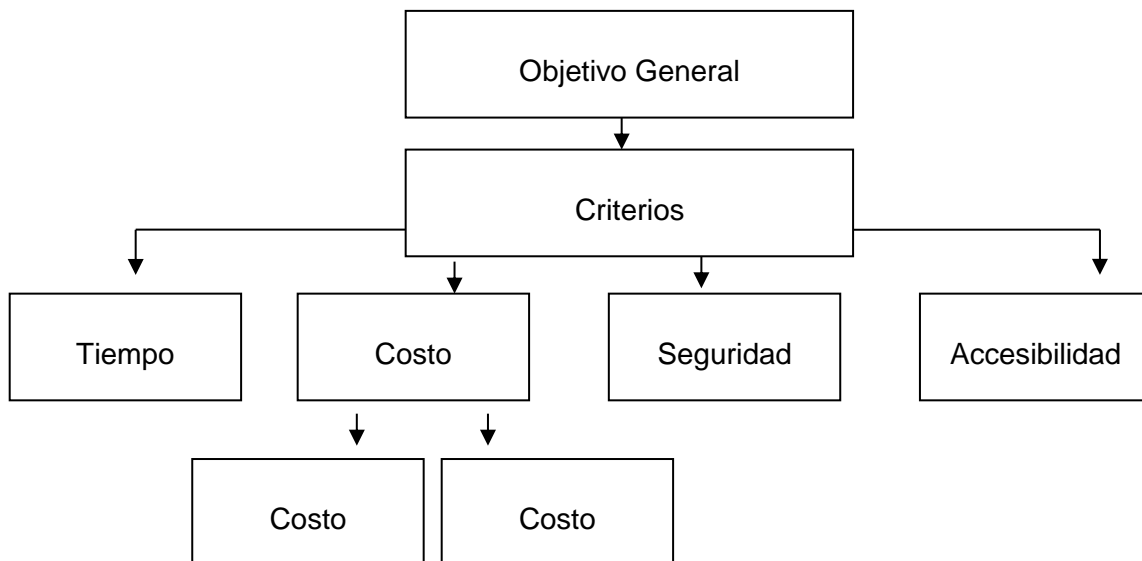 Objetivo General
Criterios
Tiempo
Costo
Seguridad
Accesibilidad
Costo
Costo